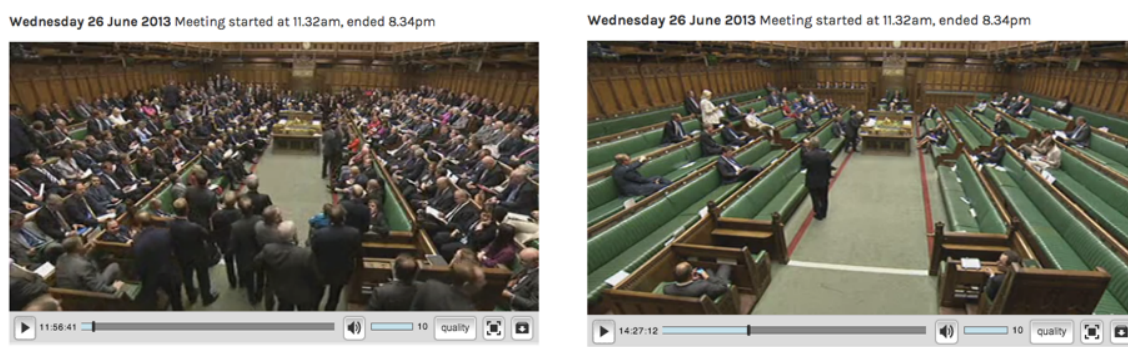 Wednesday 26 June 2013 Meeting started at 11.32am, ended 8.34pm
11:56:41
10
quality
Wednesday 26 June 2013 Meeting started at 11.32am, ended 8.34pm
14:27:12
10
quality